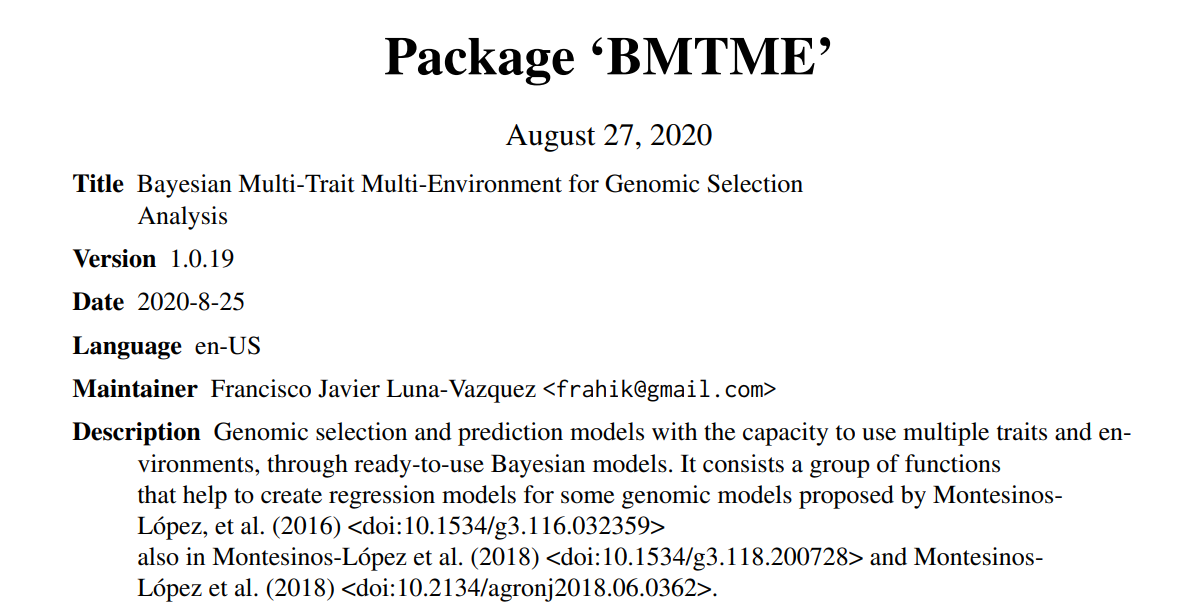 Package ‘BMTME’
August 27, 2020
Title Bayesian Multi-Trait Multi-Environment for Genomic Selection
Analysis
Version 1.0.19
Date 2020-8-25
Language en-US
Maintainer Francisco Javier Luna-Vazquez <frahik@gmail.com>
Description Genomic selection and prediction models with the capacity to use multiple traits and en-
vironments, through ready-to-use Bayesian models. It consists a group of functions
that help to create regression models for some genomic models proposed by Montesinos-
López, et al. (2016) <doi:10.1534/g3.116.032359>
also in Montesinos-López et al. (2018) <doi:10.1534/g3.118.200728> and Montesinos-
López et al. (2018) <doi:10.2134/agronj2018.06.0362>.